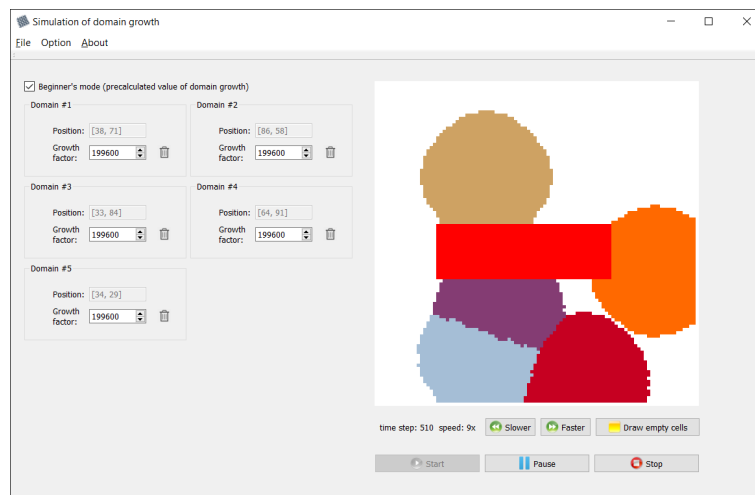 Simulation of domain growth
File Option About
Beginner's mode (precalculated value of domain growth)
Domain #1
Position: [38, 71]
Growth factor: 199600
Domain #2
Position: [86, 58]
Growth factor: 199600
Domain #3
Position: [33, 84]
Growth factor: 199600
Domain #4
Position: [64, 91]
Growth factor: 199600
Domain #5
Position: [34, 29]
Growth factor: 199600
time step: 510 speed: 9x Slower Faster Draw empty cells
Start Pause Stop